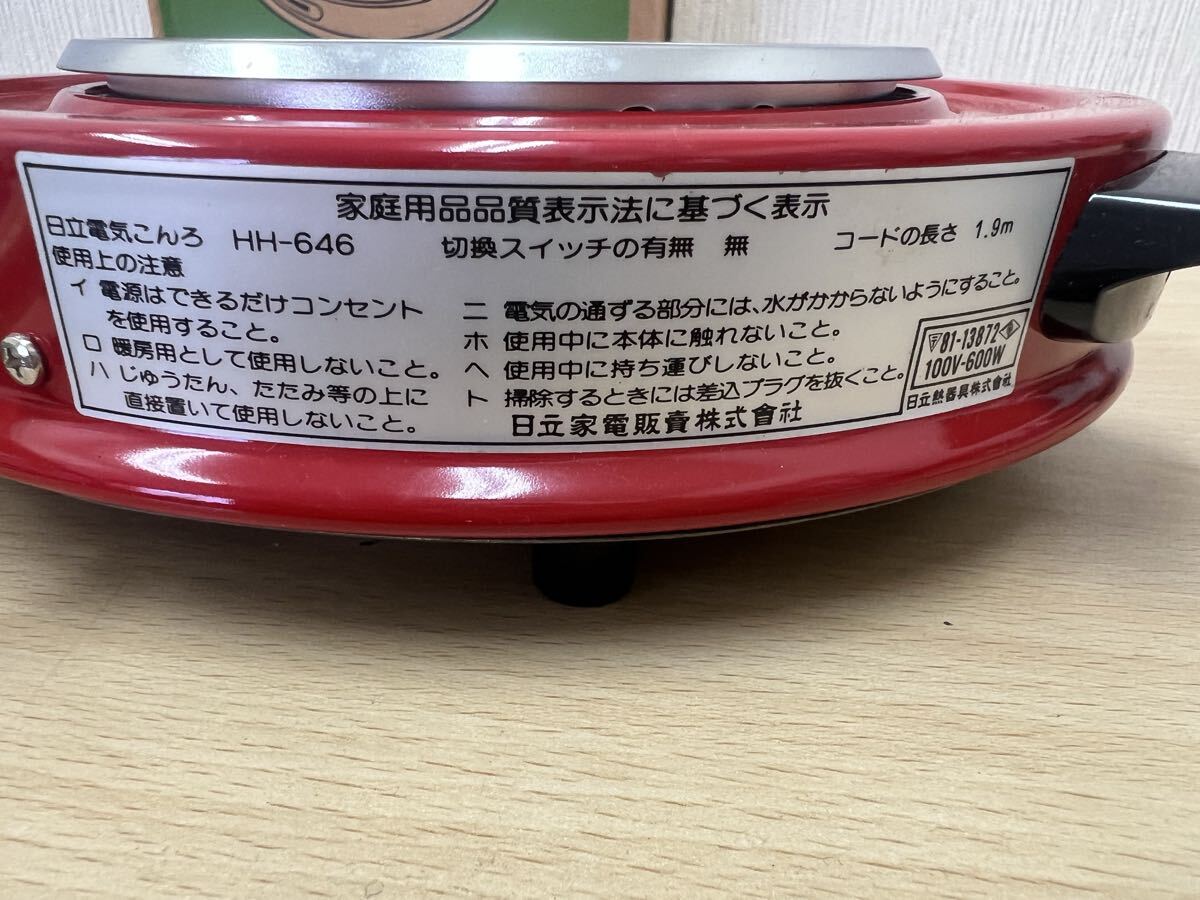 家庭用品品質表示法に基づく表示
日立電気こんろ HH-646 切換スイッチの有無 無 コードの長さ 1.9m
使用上の注意
イ 電源はできるだけコンセント
を使用すること。
ロ 暖房用として使用しないこと。
ハ じゅうたん、たたみ等の上に
直接置いて使用しないこと。
ニ 電気の通ずる部分には、水がかからないようにすること。
ホ 使用中に本体に触れないこと。
ヘ 使用中に持ち運びしないこと。
ト 掃除するときには差込プラグを抜くこと。
日立家電販賣株式會社
〒81-13872
100V-600W
日立熱器具株式會社